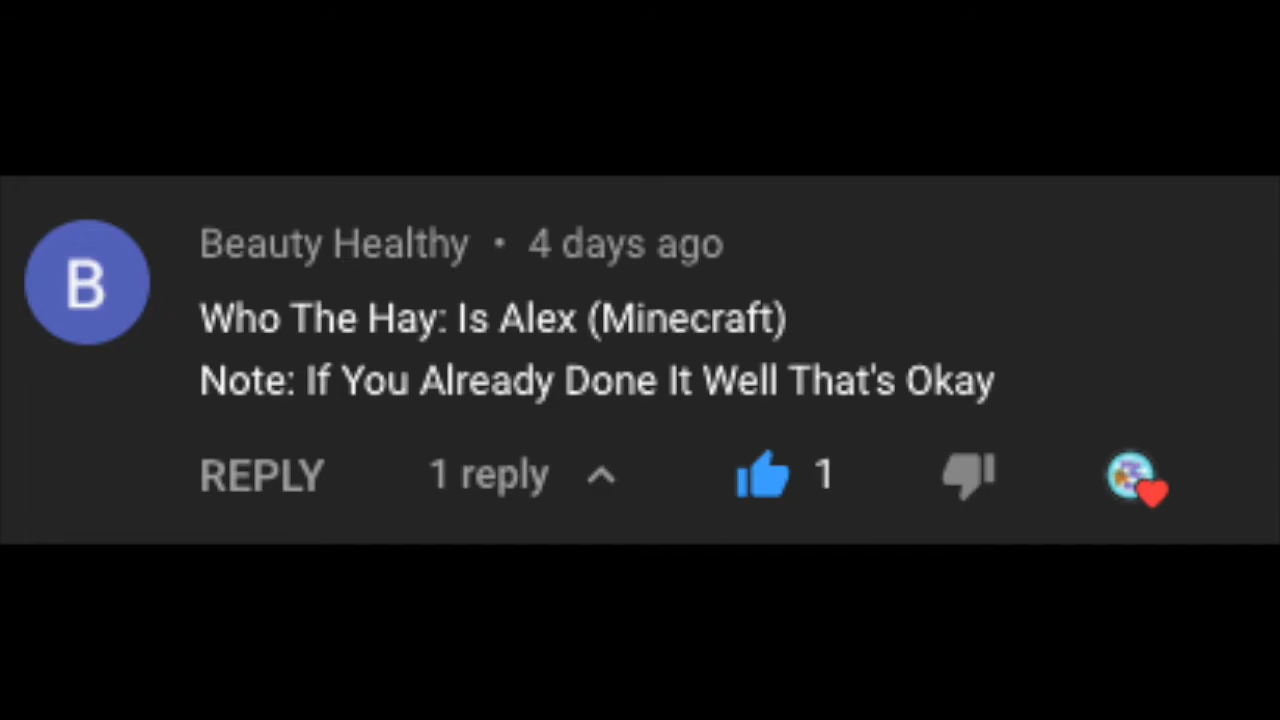 B
Beauty Healthy • 4 days ago
Who The Hay: Is Alex (Minecraft)
Note: If You Already Done It Well That's Okay
REPLY 1 reply 1